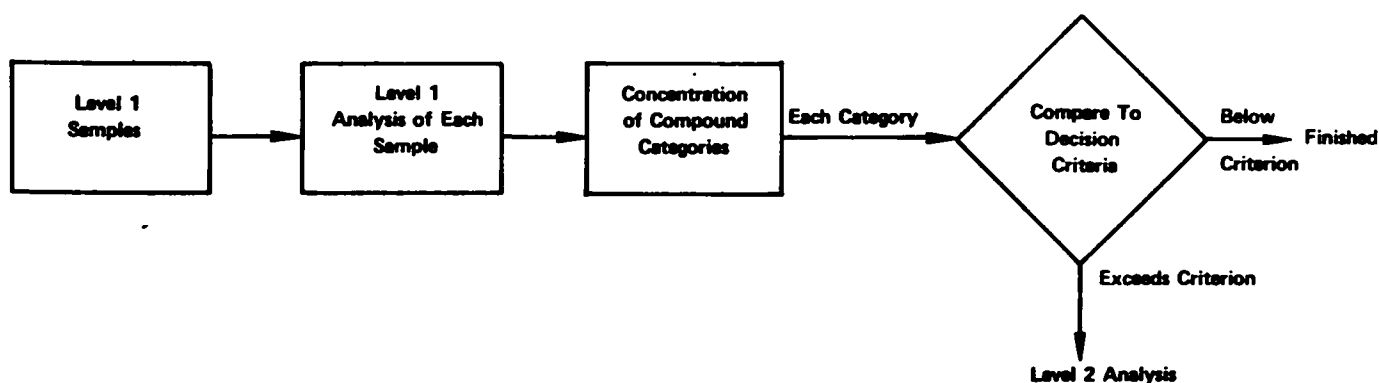 Level 1
Samples
Level 1
Analysis of Each
Sample
Concentration
of Compound
Categories
Each Category
Compare To
Decision
Criteria
Below
Criterion
Finished
Exceeds Criterion
Level 2 Analysis